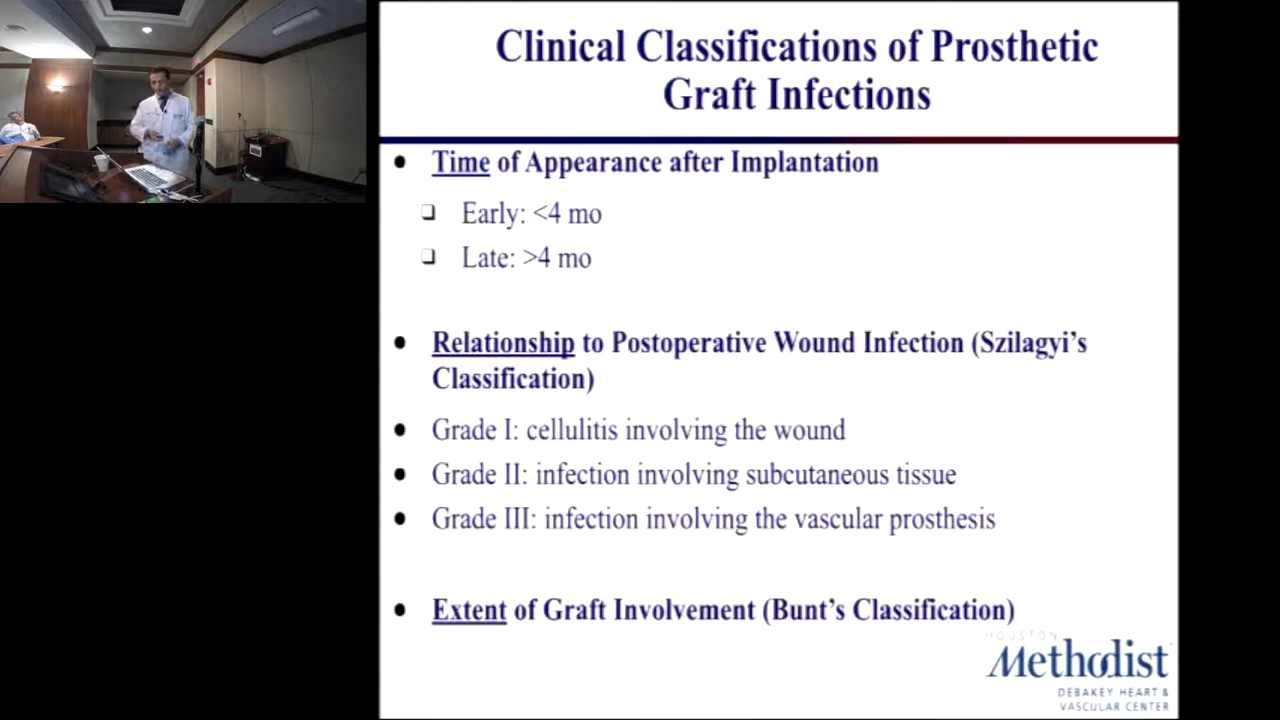 Clinical Classifications of Prosthetic
Graft Infections
Time of Appearance after Implantation
Early: <4 mo
Late: >4 mo
Relationship to Postoperative Wound Infection (Szilagyi's
Classification)
Grade I: cellulitis involving the wound
Grade II: infection involving subcutaneous tissue
Grade III: infection involving the vascular prosthesis
Extent of Graft Involvement (Bunt's Classification)
HOUSTON
Methodist
DEBAKEY HEART &
VASCULAR CENTER